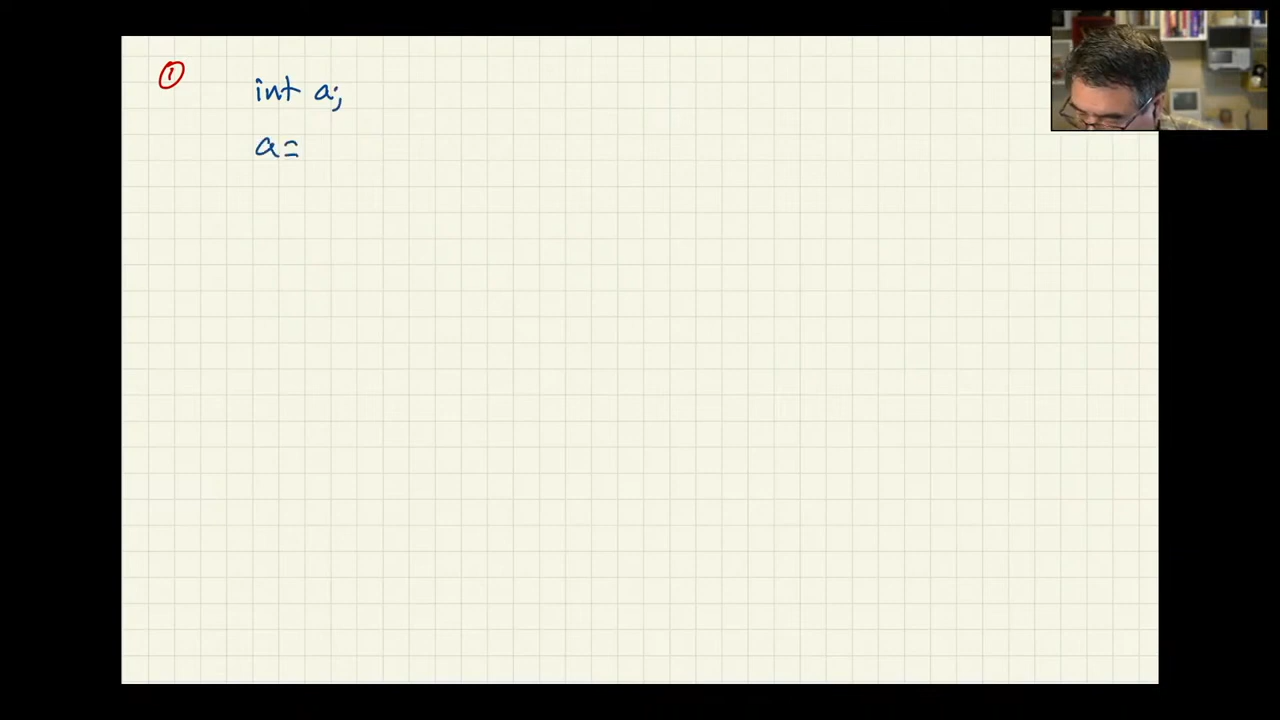 ① int a;
a=